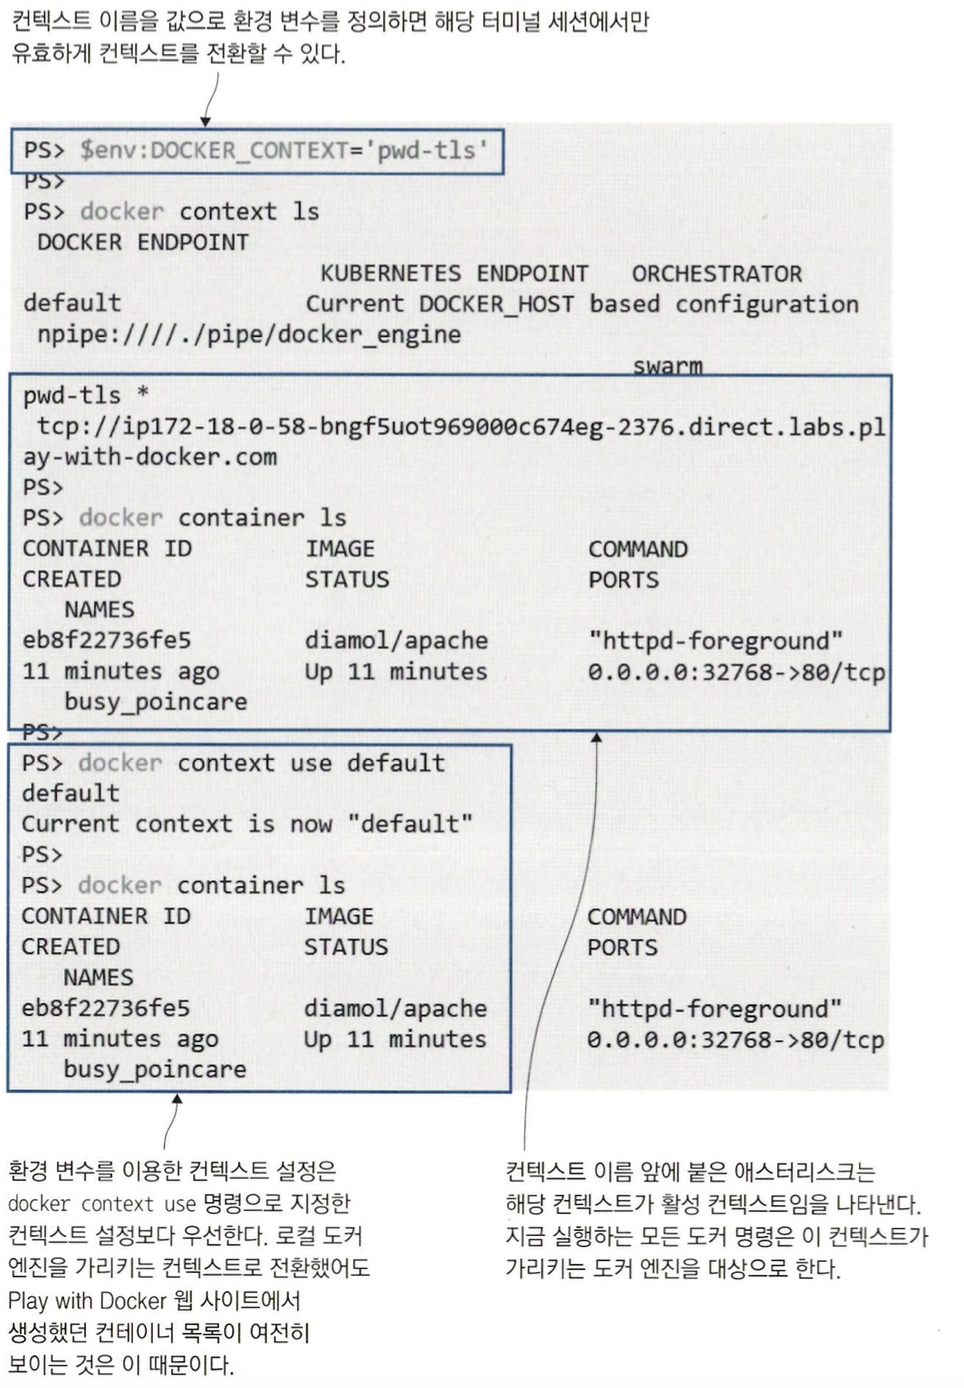 컨텍스트 이름을 값으로 환경 변수를 정의하면 해당 터미널 세션에서만
유효하게 컨텍스트를 전환할 수 있다.
PS> $env:DOCKER_CONTEXT='pwd-tls'
PS>
PS> docker context ls
DOCKER ENDPOINT
KUBERNETES ENDPOINT ORCHESTRATOR
default Current DOCKER_HOST based configuration
npipe:////./pipe/docker_engine
swarm
pwd-tls *
tcp://ip172-18-0-58-bngf5uot969000c674eg-2376.direct.labs.pl
ay-with-docker.com
PS>
PS> docker container ls
CONTAINER ID IMAGE COMMAND
CREATED STATUS PORTS
NAMES
eb8f22736fe5 diamol/apache "httpd-foreground"
11 minutes ago Up 11 minutes 0.0.0.0:32768->80/tcp
busy_poincare
PS>
PS> docker context use default
default
Current context is now "default"
PS>
PS> docker container ls
CONTAINER ID IMAGE COMMAND
CREATED STATUS PORTS
NAMES
eb8f22736fe5 diamol/apache "httpd-foreground"
11 minutes ago Up 11 minutes 0.0.0.0:32768->80/tcp
busy_poincare
환경 변수를 이용한 컨텍스트 설정은
docker context use 명령으로 지정한
컨텍스트 설정보다 우선한다. 로컬 도커
엔진을 가리키는 컨텍스트로 전환했어도
Play with Docker 웹 사이트에서
생성했던 컨테이너 목록이 여전히
보이는 것은 이 때문이다.
컨텍스트 이름 앞에 붙은 애스터리스크는
해당 컨텍스트가 활성 컨텍스트임을 나타낸다.
지금 실행하는 모든 도커 명령은 이 컨텍스트가
가리키는 도커 엔진을 대상으로 한다.